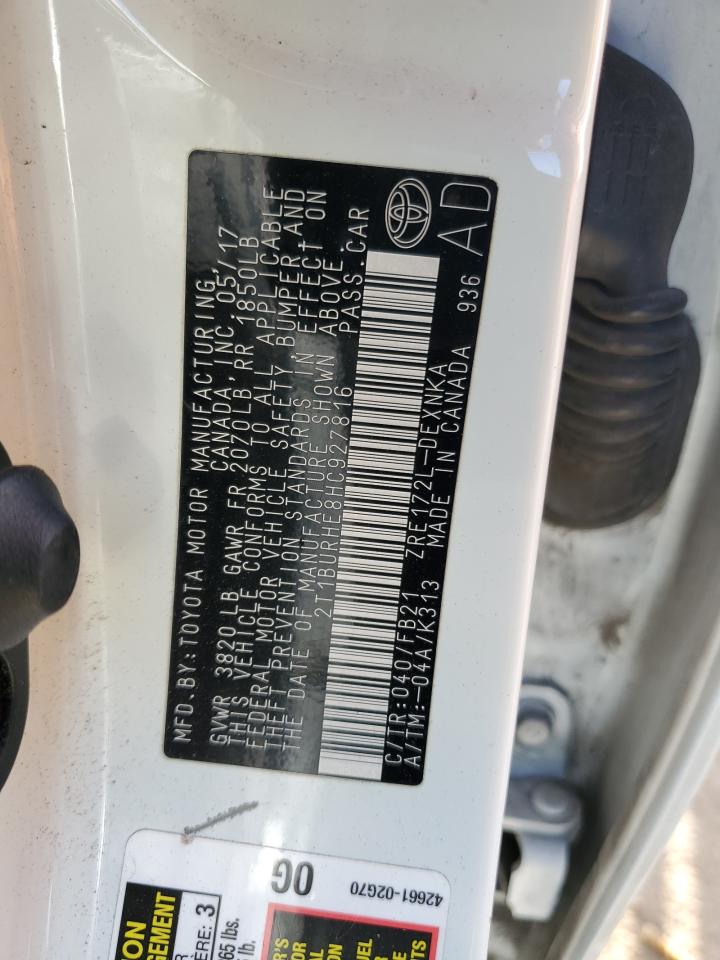 MFD.BY:TOYOTA MOTOR MANUFACTURING,
CANADA, INC. 05/17
GVWR 3820 LB GAWR FR 2070LB RR 1850LB
THIS VEHICLE CONFORMS TO ALL APPLICABLE
FEDERAL MOTOR VEHICLE SAFETY, BUMPER, AND
THEFT PREVENTION STANDARDS IN EFFECT ON
THE DATE OF MANUFACTURE SHOWN ABOVE
2T1BURHE8HC927816 PASS.CAR
C/TR:040/FB21 ZRE172L-DEXNKA
A/TM:-04A/K313 MADE IN CANADA
936
AD
OG
42661-02G70
3